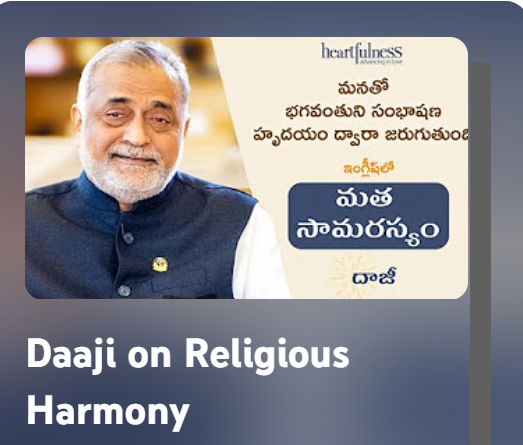 heartfulness
advancing in love
మనతో
భగవంతుని సంభాషణ
హృదయం ద్వారా జరుగుతుంది
ఇంగ్లీష్‌లో
మత
సామరస్యం
దాజీ
Daaji on Religious
Harmony